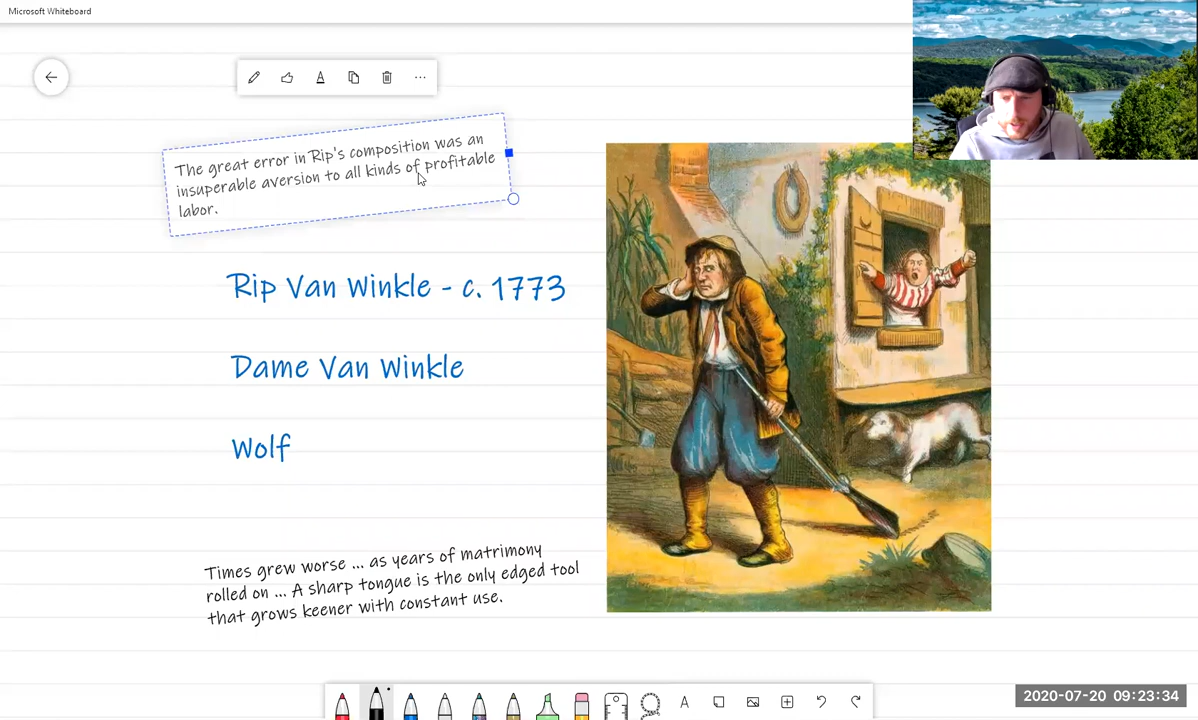 Microsoft Whiteboard
The great error in Rip's composition was an
insuperable aversion to all kinds of profitable
labor.
Rip Van Winkle - c. 1773
Dame Van Winkle
Wolf
Times grew worse ... as years of matrimony
rolled on ... A sharp tongue is the only edged tool
that grows keener with constant use.
2020-07-20 09:23:34